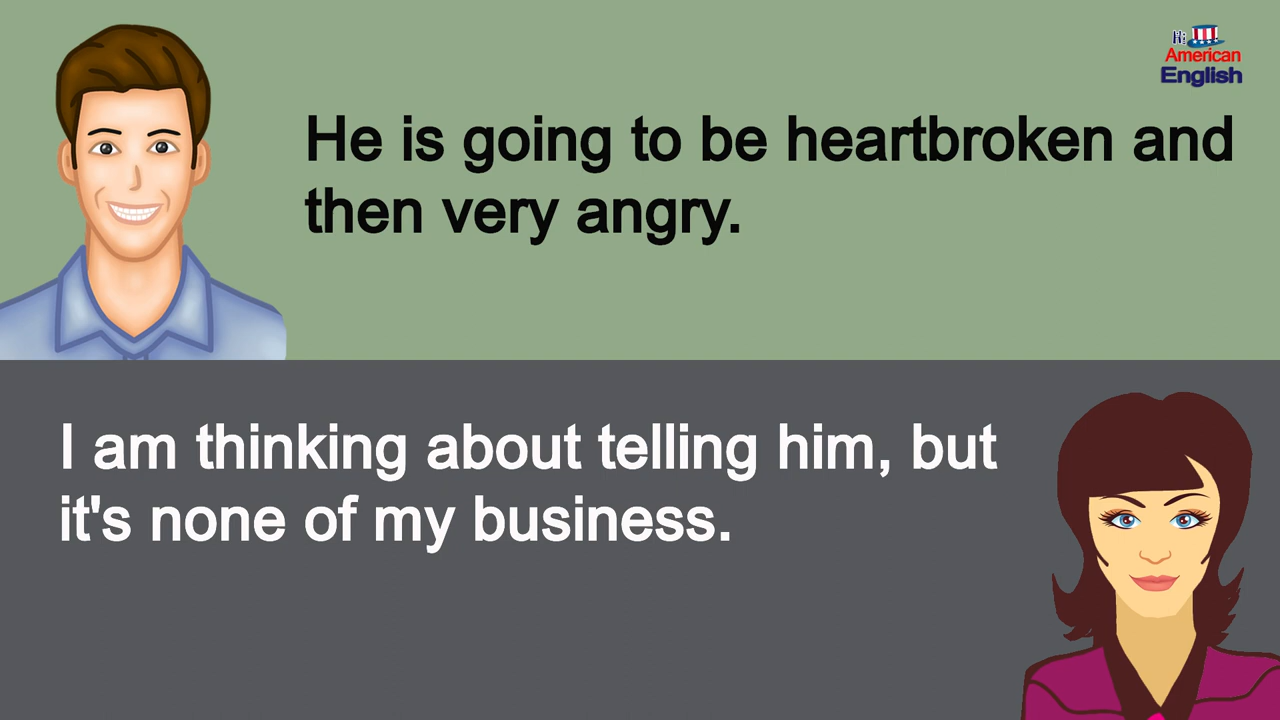 Hi
American
English
He is going to be heartbroken and
then very angry.
I am thinking about telling him, but
it's none of my business.